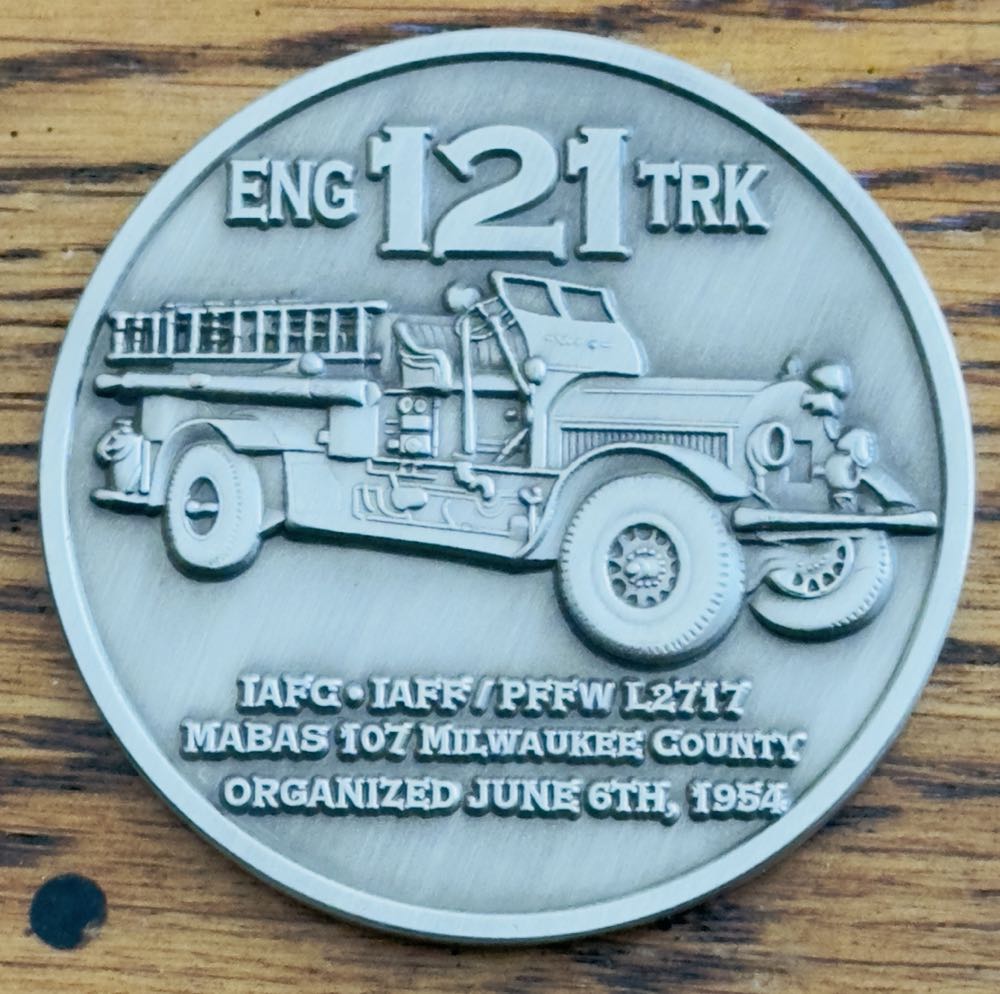 ENG 121 TRK
IAFC • IAFF / PFFW L2717
MABAS 107 MILWAUKEE COUNTY
ORGANIZED JUNE 6TH, 1954